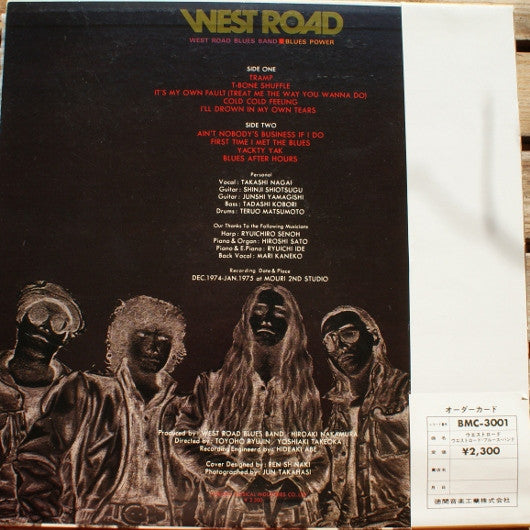 WEST ROAD
WEST ROAD BLUES BAND BLUES POWER
SIDE ONE
TRAMP
T-BONE SHUFFLE
IT'S MY OWN FAULT (TREAT ME THE WAY YOU WANNA DO)
COLD COLD FEELING
I'LL DROWN IN MY OWN TEARS
SIDE TWO
AIN'T NOBODY'S BUSINESS IF I DO
FIRST TIME I MET THE BLUES
YACKTY YAK
BLUES AFTER HOURS
Personal
Vocal: TAKASHI NAGAI
Guitar: SHINJI SHIOTSUGU
Guitar: JUNSHI YAMAGISHI
Bass: TADASHI KOBORI
Drums: TERUO MATSUMOTO
Our Thanks to the Following Musicians
Harp: RYUICHIRO SENOH
Piano & Organ: HIROSHI SATO
Piano & E.Piano: RYUICHI IDE
Back Vocal: MARI KANEKO
Recording Date & Place
DEC.1974-JAN.1975 at MOURI 2ND STUDIO
Produced by: WEST ROAD BLUES BAND, HIROAKI NAKAMURA
Directed by: TOYOHO RYUJIN, YOSHIAKI TAKEOKA
Recording Engineered by: HIDEAKI ABE
Cover Designed by: BEN SHINAKI
Photographed by: JUN TAKAHASI
オーダーカード
BMC-3001
ウエストロード
ウエストロード・ブルース・バンド
¥2,300
月 日
徳間音楽工業株式会社